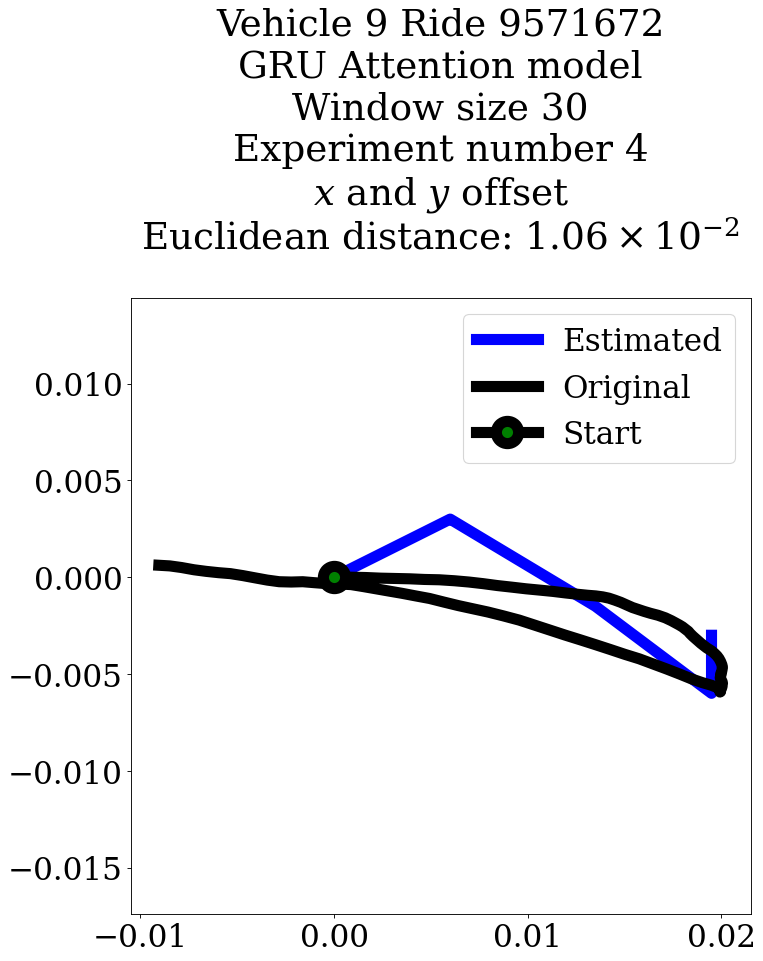 Vehicle 9 Ride 9571672
GRU Attention model
Window size 30
Experiment number 4
x and y offset
Euclidean distance: 1.06 × 10⁻²
Estimated
Original
Start
0.010
0.005
0.000
−0.005
−0.010
−0.015
−0.01
0.00
0.01
0.02